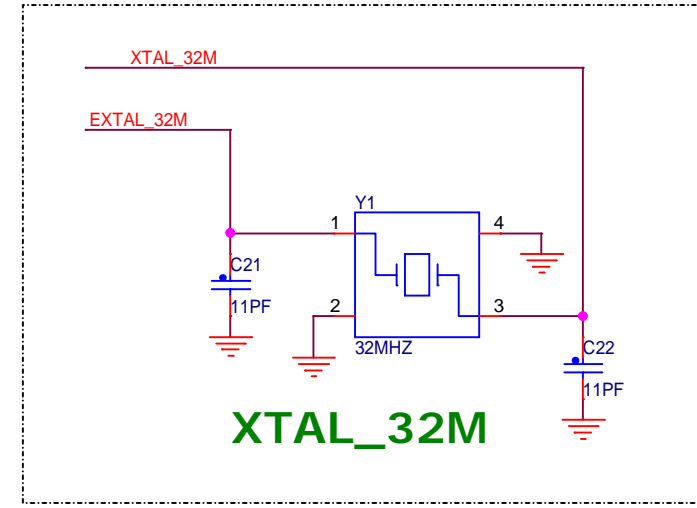 XTAL_32M
EXTAL_32M
Y1
1
4
C21
11PF
2
3
32MHZ
C22
11PF
XTAL_32M